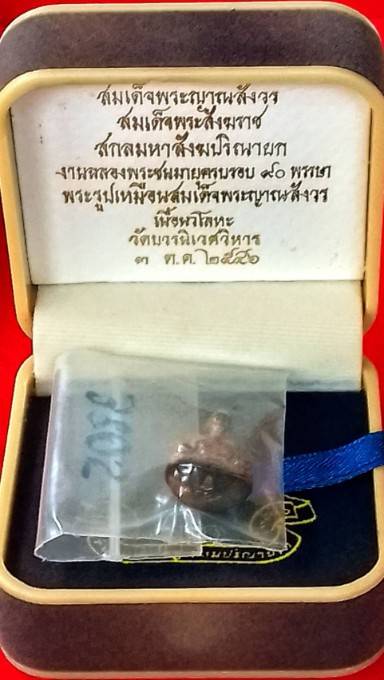 สมเด็จพระญาณสังวร
สมเด็จพระสังฆราช
สกลมหาสังฆปริณายก
งานฉลองพระชนมายุครบรอบ ๙๐ พรรษา
พระรูปเหมือนสมเด็จพระญาณสังวร
เนื้อนวโลหะ
วัดบวรนิเวศวิหาร
๓ ต.ค. ๒๕๔๖